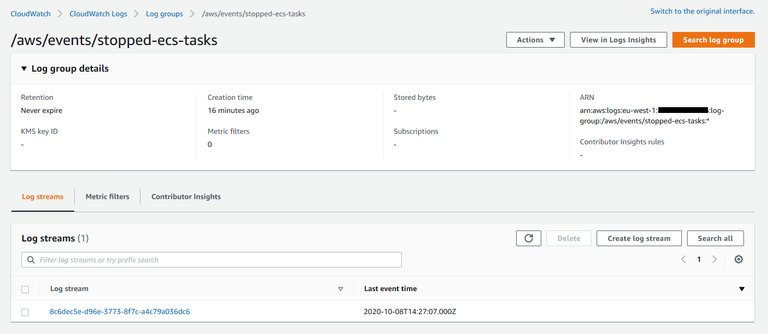 CloudWatch > CloudWatch Logs > Log groups > /aws/events/stopped-ecs-tasks
Switch to the original interface.
/aws/events/stopped-ecs-tasks
Actions ▼ View in Logs Insights Search log group
▼ Log group details
Retention Creation time Stored bytes ARN
Never expire 16 minutes ago - arn:aws:logs:eu-west-1: :log-
group:/aws/events/stopped-ecs-tasks:*
KMS key ID Metric filters Subscriptions
- 0 -
Contributor Insights rules
-
Log streams Metric filters Contributor Insights
Log streams (1) Delete Create log stream Search all
Filter log streams or try prefix search < 1 >
Log stream Last event time
8c6dec5e-d96e-3773-8f7c-a4c79a036dc6 2020-10-08T14:27:07.000Z